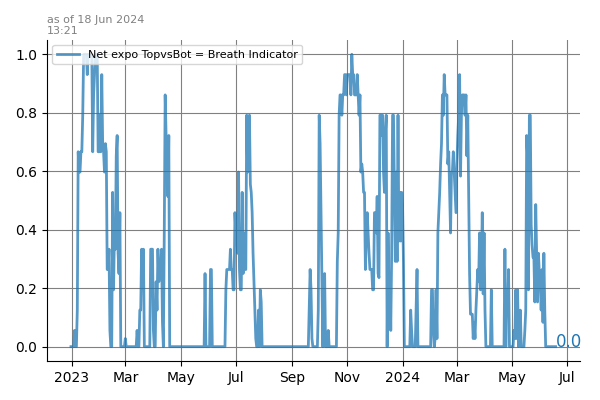 as of 18 Jun 2024
13:21
Net expo TopvsBot = Breath Indicator
1.0
0.8
0.6
0.4
0.2
0.0
0.0
2023 Mar May Jul Sep Nov 2024 Mar May Jul